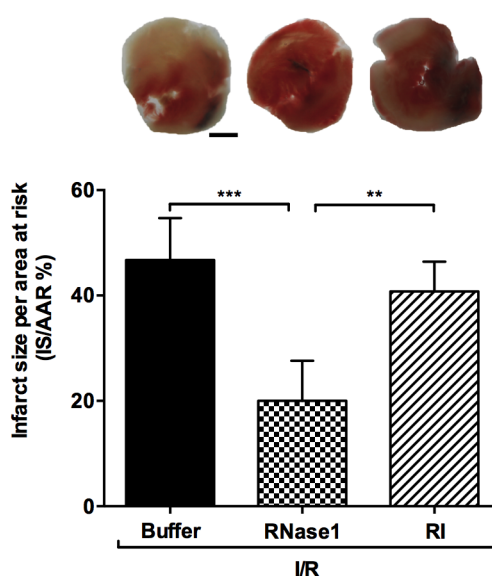 60
***
**
40
20
0
Infarct size per area at risk
(IS/AAR %)
Buffer
RNase1
RI
I/R